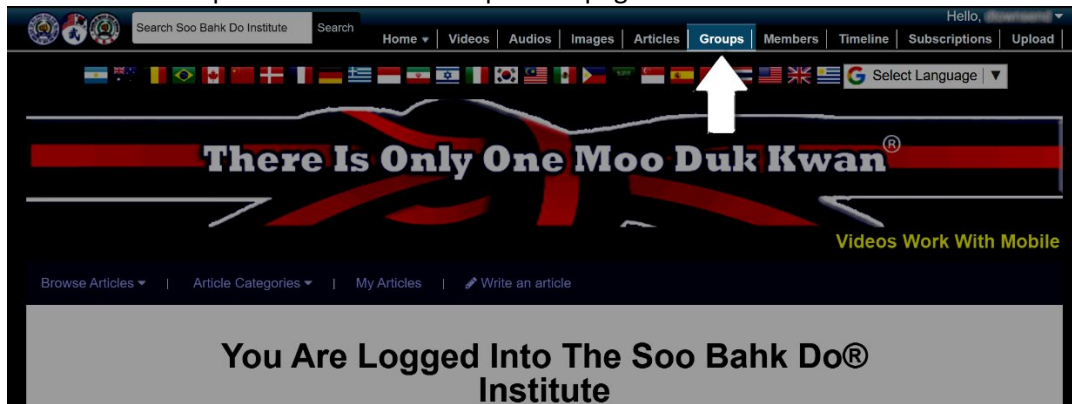 Hello,
Search Soo Bahk Do Institute Search
Home Videos Audios Images Articles Groups Members Timeline Subscriptions Upload
G Select Language
There Is Only One Moo Duk Kwan®
Videos Work With Mobile
Browse Articles | Article Categories | My Articles | Write an article
You Are Logged Into The Soo Bahk Do®
Institute